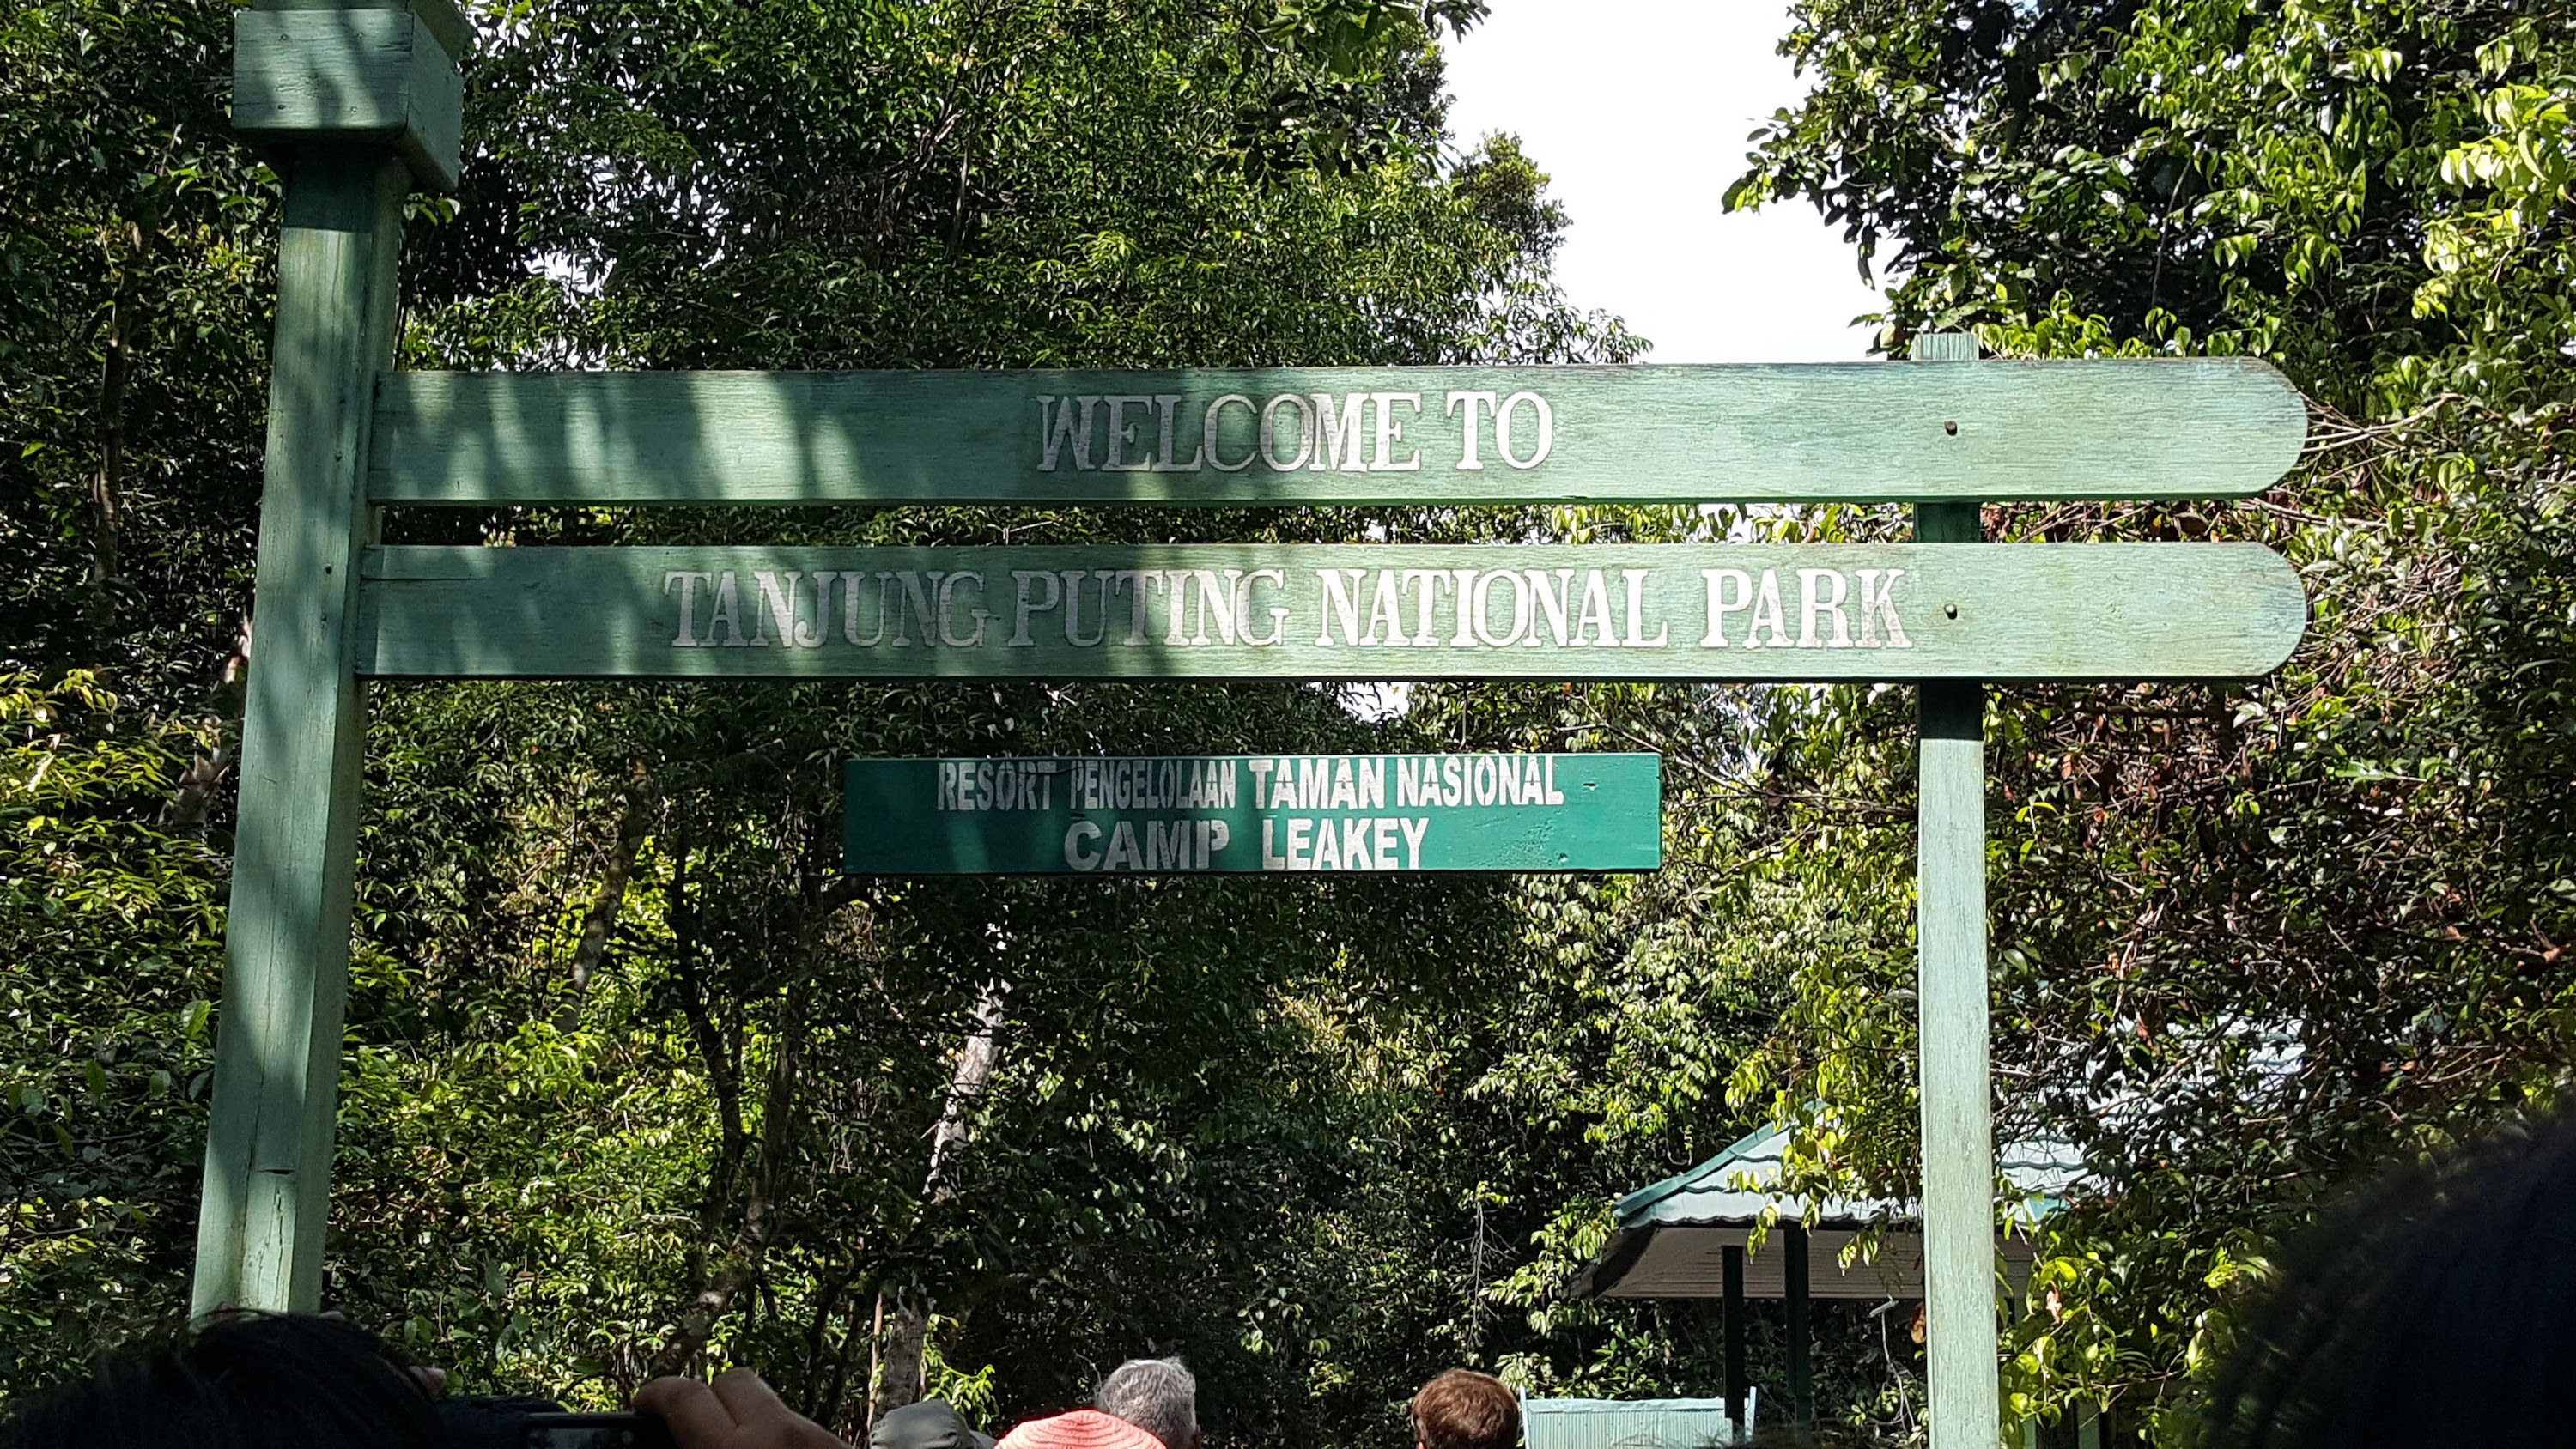 WELCOME TO
TANJUNG PUTING NATIONAL PARK
RESORT PENGELOLAAN TAMAN NASIONAL
CAMP LEAKEY